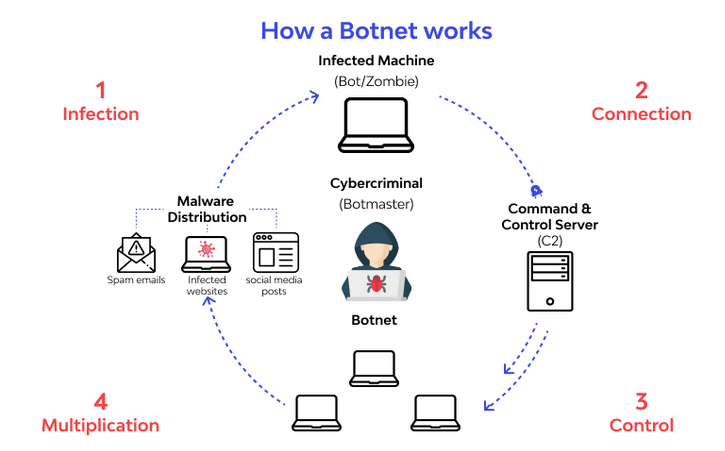 How a Botnet works
Infected Machine
(Bot/Zombie)
1
Infection
2
Connection
Malware
Distribution
Spam emails
Infected
websites
social media
posts
Cybercriminal
(Botmaster)
Command &
Control Server
(C2)
Botnet
4
Multiplication
3
Control